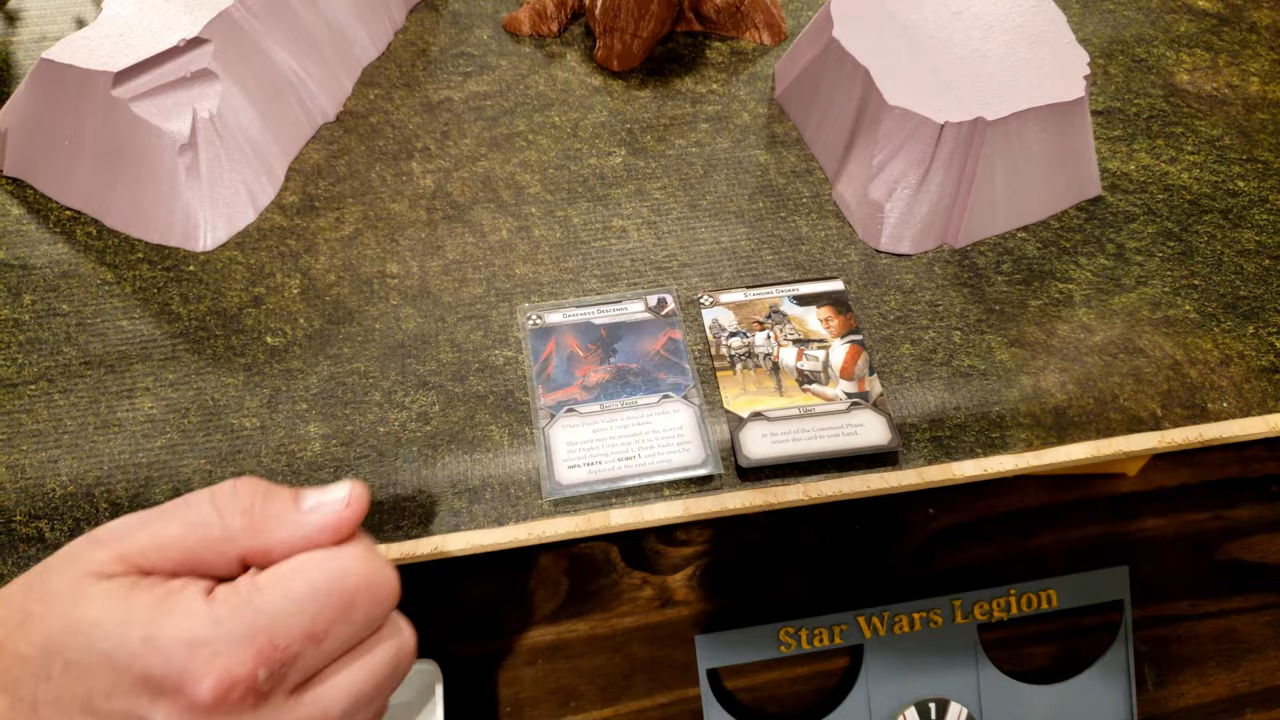 DARKNESS DESCENDS
DARTH VADER
When Darth Vader is issued an order, he
gains 2 surge tokens.
This card may be revealed at the start of
the Deploy Units step. If it is, it must be
selected during round 1, Darth Vader gains
INFILTRATE and SCOUT 1, and he must be
deployed at the end of setup.
STANDING ORDERS
1 UNIT
At the end of the Command Phase,
return this card to your hand.
Star Wars Legion
1